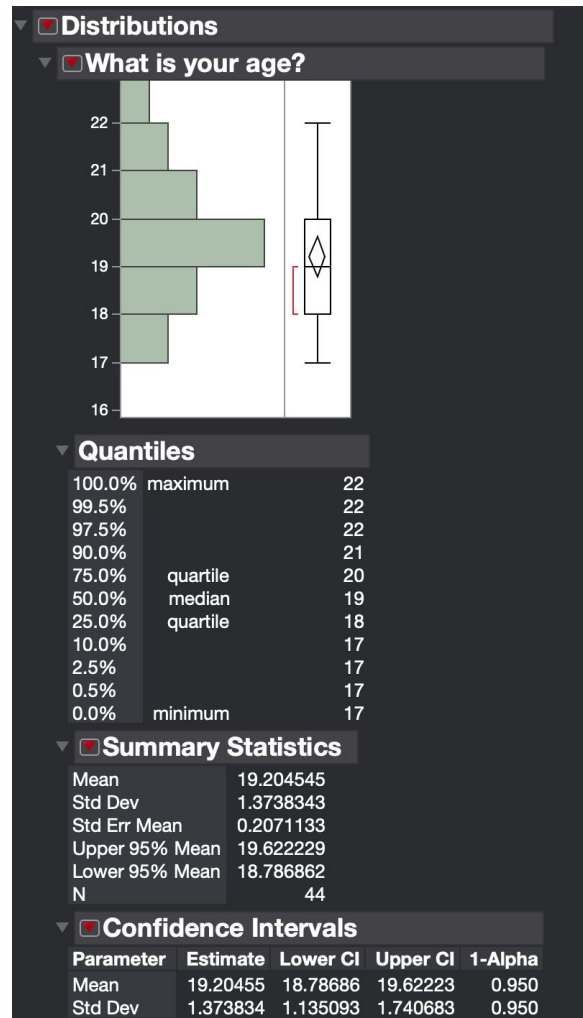 Distributions
What is your age?
22
21
20
19
18
17
16
Quantiles
100.0% maximum 22
99.5% 22
97.5% 22
90.0% 21
75.0% quartile 20
50.0% median 19
25.0% quartile 18
10.0% 17
2.5% 17
0.5% 17
0.0% minimum 17
Summary Statistics
Mean 19.204545
Std Dev 1.3738343
Std Err Mean 0.2071133
Upper 95% Mean 19.622229
Lower 95% Mean 18.786862
N 44
Confidence Intervals
Parameter Estimate Lower CI Upper CI 1-Alpha
Mean 19.20455 18.78686 19.62223 0.950
Std Dev 1.373834 1.135093 1.740683 0.950